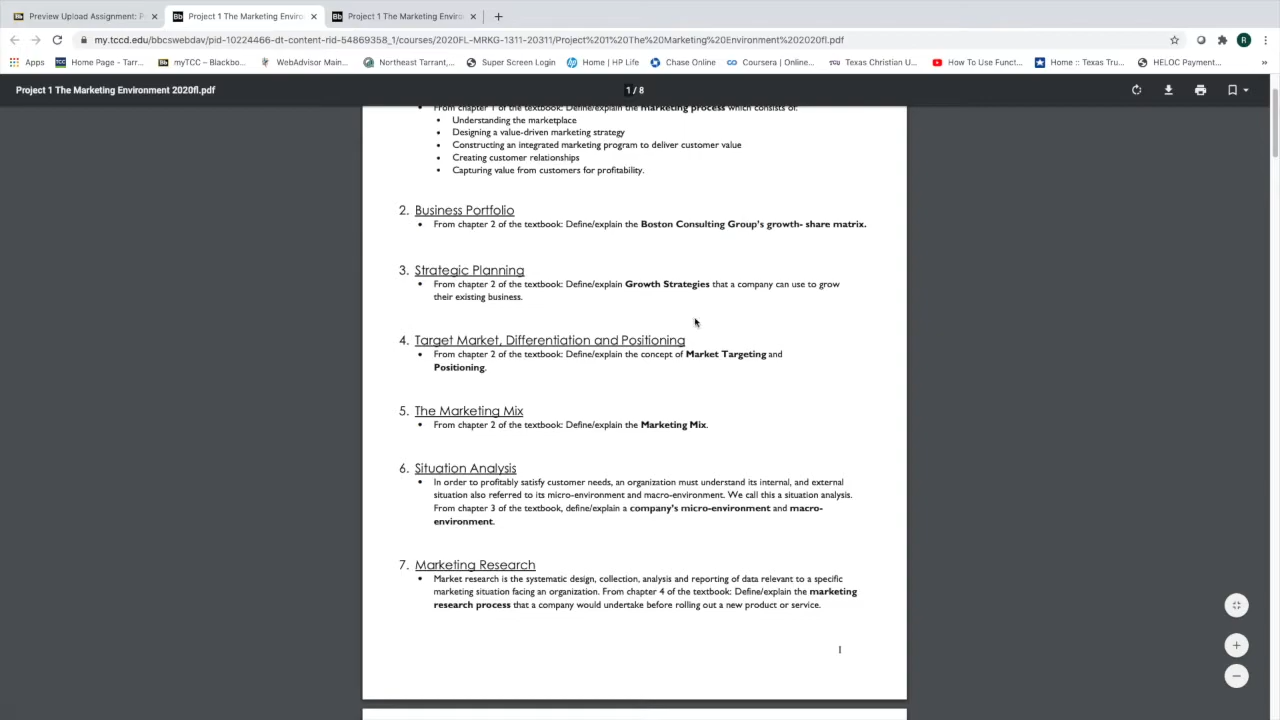 Preview Upload Assignment: P
Project 1 The Marketing Enviro
Project 1 The Marketing Enviro
my.tccd.edu/bbcswebdav/pid-10224466-dt-content-rid-54869358_1/courses/2020FL-MRKG-1311-20311/Project%201%20The%20Marketing%20Environment%202020fl.pdf
R
Apps
Home Page - Tarr...
myTCC – Blackbo...
WebAdvisor Main...
Northeast Tarrant,...
Super Screen Login
Home | HP Life
Chase Online
Coursera | Online...
Texas Christian U...
How To Use Funct...
Home :: Texas Tru...
HELOC Payment...
»
Project 1 The Marketing Environment 2020fl.pdf
1 / 8
From chapter 1 of the textbook: Define/explain the marketing process which consists of:
• Understanding the marketplace
• Designing a value-driven marketing strategy
• Constructing an integrated marketing program to deliver customer value
• Creating customer relationships
• Capturing value from customers for profitability.
2. Business Portfolio
• From chapter 2 of the textbook: Define/explain the Boston Consulting Group's growth- share matrix.
3. Strategic Planning
• From chapter 2 of the textbook: Define/explain Growth Strategies that a company can use to grow
their existing business.
4. Target Market, Differentiation and Positioning
• From chapter 2 of the textbook: Define/explain the concept of Market Targeting and
Positioning.
5. The Marketing Mix
• From chapter 2 of the textbook: Define/explain the Marketing Mix.
6. Situation Analysis
• In order to profitably satisfy customer needs, an organization must understand its internal, and external
situation also referred to its micro-environment and macro-environment. We call this a situation analysis.
From chapter 3 of the textbook, define/explain a company's micro-environment and macro-
environment.
7. Marketing Research
• Market research is the systematic design, collection, analysis and reporting of data relevant to a specific
marketing situation facing an organization. From chapter 4 of the textbook: Define/explain the marketing
research process that a company would undertake before rolling out a new product or service.
1